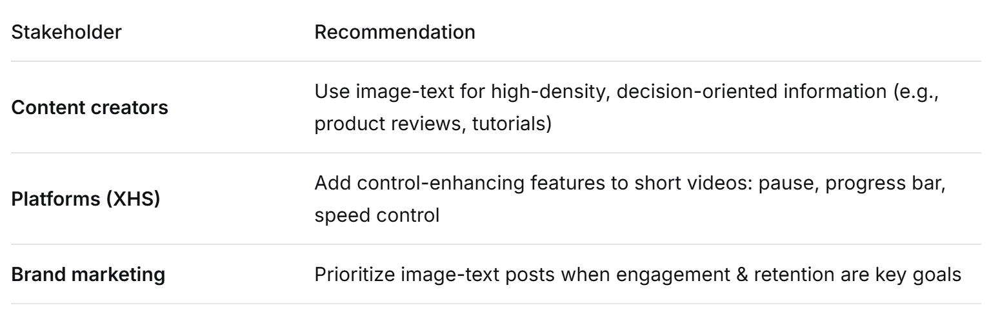 Stakeholder Recommendation
Content creators
Use image-text for high-density, decision-oriented information (e.g.,
product reviews, tutorials)
Platforms (XHS)
Add control-enhancing features to short videos: pause, progress bar,
speed control
Brand marketing
Prioritize image-text posts when engagement & retention are key goals